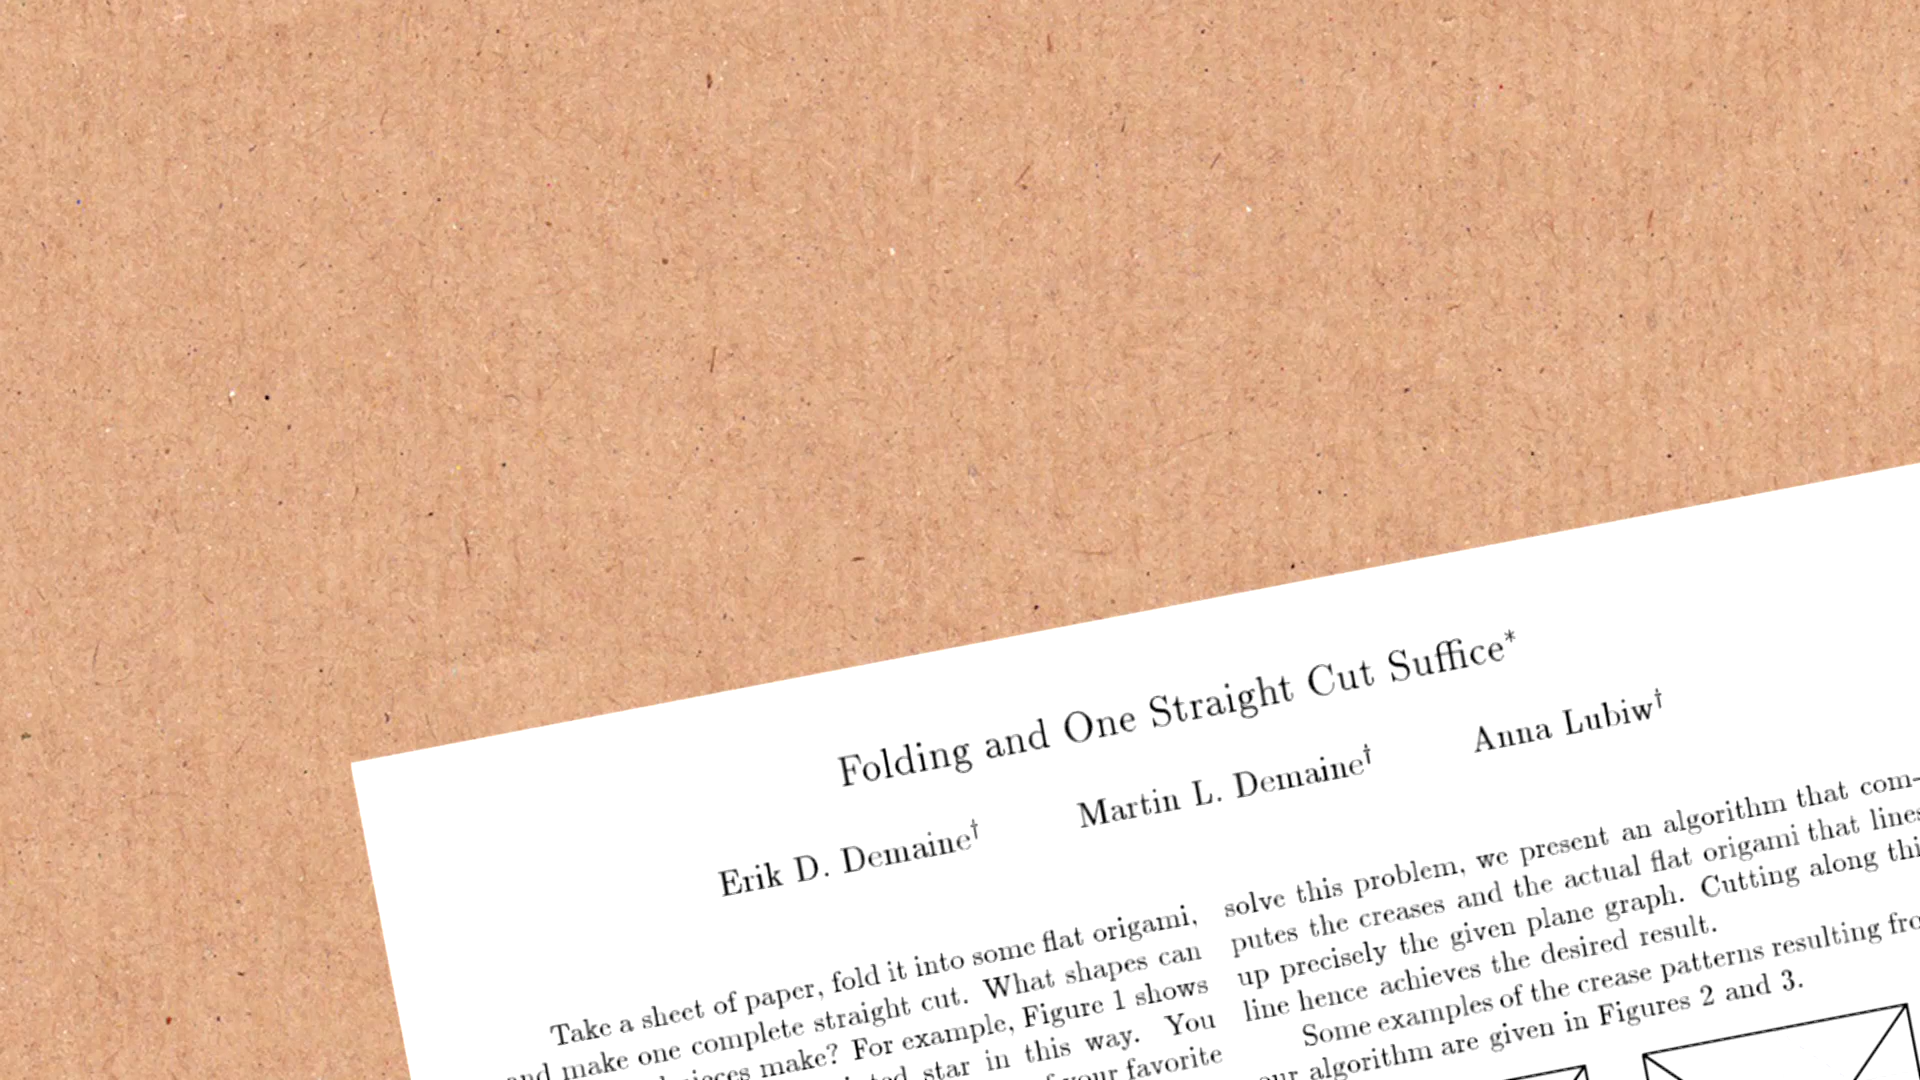 Folding and One Straight Cut Suffice*
Erik D. Demaine† Martin L. Demaine† Anna Lubiw†
Take a sheet of paper, fold it into some flat origami,
and make one complete straight cut. What shapes can
make? For example, Figure 1 shows
star in this way. You
your favorite
solve this problem, we present an algorithm that com-
putes the creases and the actual flat origami that lines
up precisely the given plane graph. Cutting along this
line hence achieves the desired result.
Some examples of the crease patterns resulting
our algorithm are given in Figures 2 and 3.